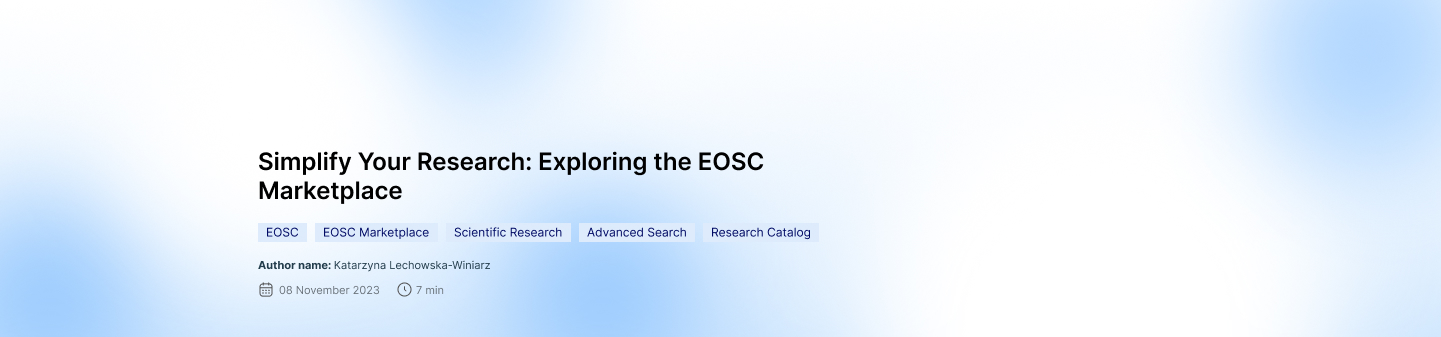 Simplify Your Research: Exploring the EOSC
Marketplace
EOSC EOSC Marketplace Scientific Research Advanced Search Research Catalog
Author name: Katarzyna Lechowska-Winiarz
08 November 2023 7 min